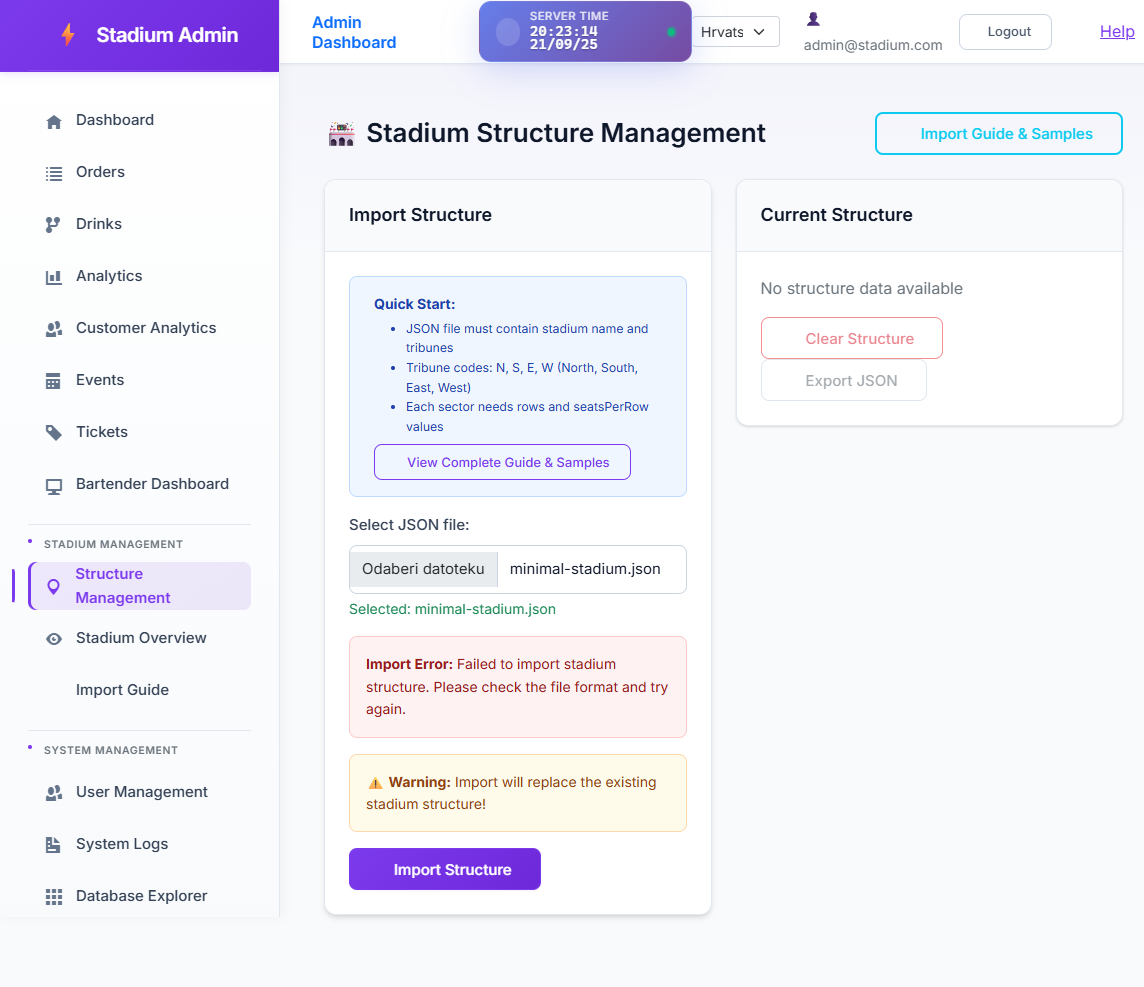 Stadium Admin
Dashboard
Orders
Drinks
Analytics
Customer Analytics
Events
Tickets
Bartender Dashboard
STADIUM MANAGEMENT
Structure
Management
Stadium Overview
Import Guide
SYSTEM MANAGEMENT
User Management
System Logs
Database Explorer
Admin
Dashboard
SERVER TIME
20:23:14
21/09/25
Hrvats
admin@stadium.com
Logout
Help
Stadium Structure Management
Import Guide & Samples
Import Structure
Quick Start:
JSON file must contain stadium name and
tribunes
Tribune codes: N, S, E, W (North, South,
East, West)
Each sector needs rows and seatsPerRow
values
View Complete Guide & Samples
Select JSON file:
Odaberi datoteku minimal-stadium.json
Selected: minimal-stadium.json
Import Error: Failed to import stadium
structure. Please check the file format and try
again.
⚠️ Warning: Import will replace the existing
stadium structure!
Import Structure
Current Structure
No structure data available
Clear Structure
Export JSON